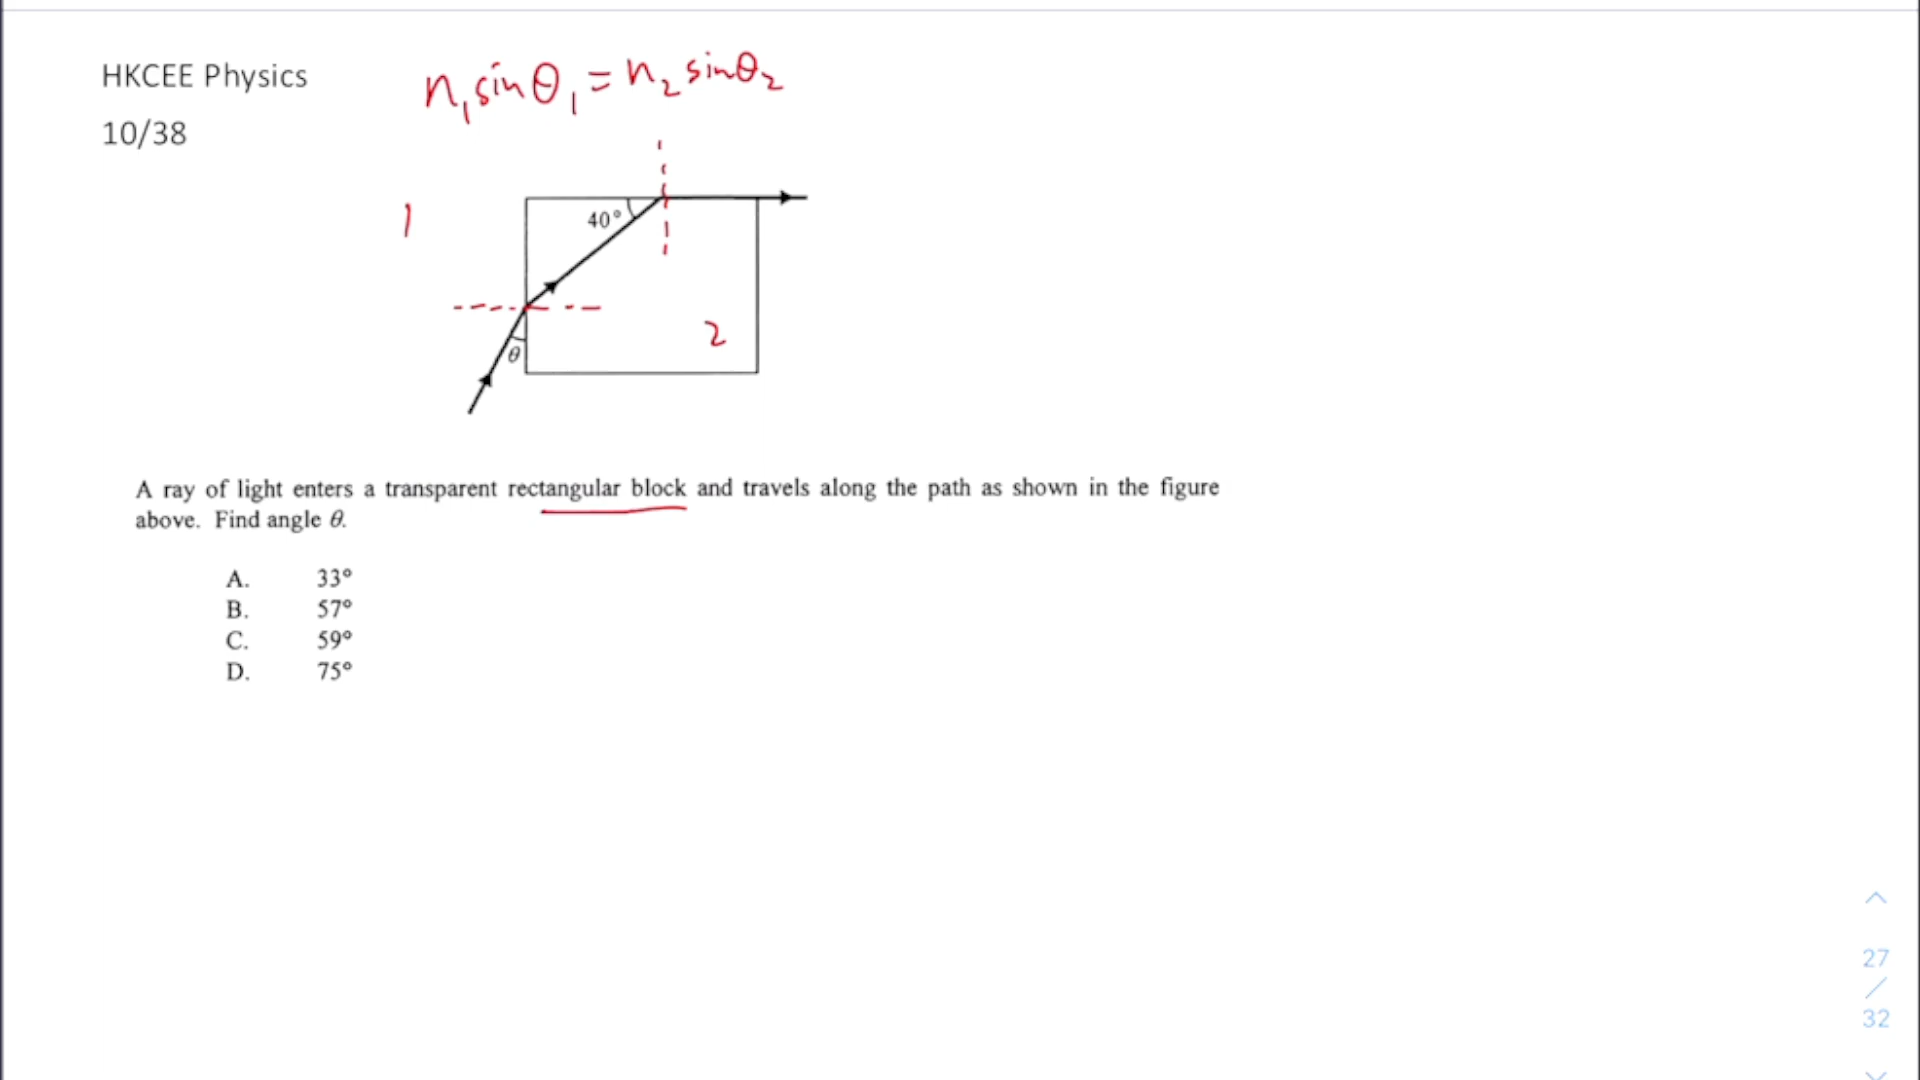 HKCEE Physics
10/38
n₁sinθ₁=n₂sinθ₂
1
40°
θ
2
A ray of light enters a transparent rectangular block and travels along the path as shown in the figure
above. Find angle θ.
A. 33°
B. 57°
C. 59°
D. 75°
27
/
32